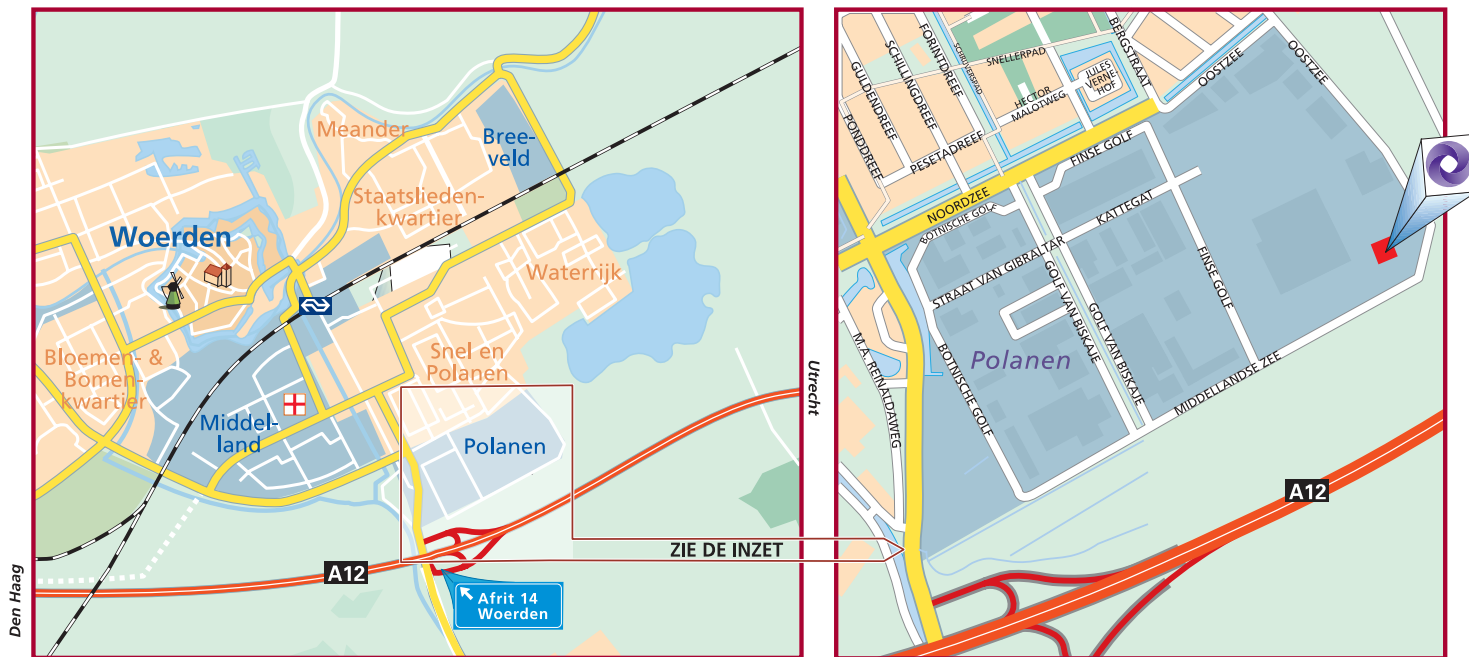 Meander
Bree-
veld
Staatslieden-
kwartier
Woerden
Waterrijk
Bloemen- &
Bomen-
kwartier
Snel en
Polanen
Middel-
land
Polanen
Utrecht
ZIE DE INZET
A12
Afrit 14
Woerden
Den Haag
PONDDREEF
GULDENDREEF
SCHILLINGDREEF
FORINTDREEF
SCHRIJVERSPAD
SNELLERPAD
BERGSTRAAT
JULES
VERNE-
HOF
HECTOR
MALOTWEG
PESETADREEF
OOSTZEE
OOSTZEE
NOORDZEE
FINSE GOLF
BOTNISCHE GOLF
KATTEGAT
STRAAT VAN GIBRALTAR
GOLF VAN BISKAJE
GOLF VAN BISKAJE
FINSE GOLF
M.A. REINALDAWEG
BOTNISCHE GOLF
Polanen
MIDDELLANDSE ZEE
A12